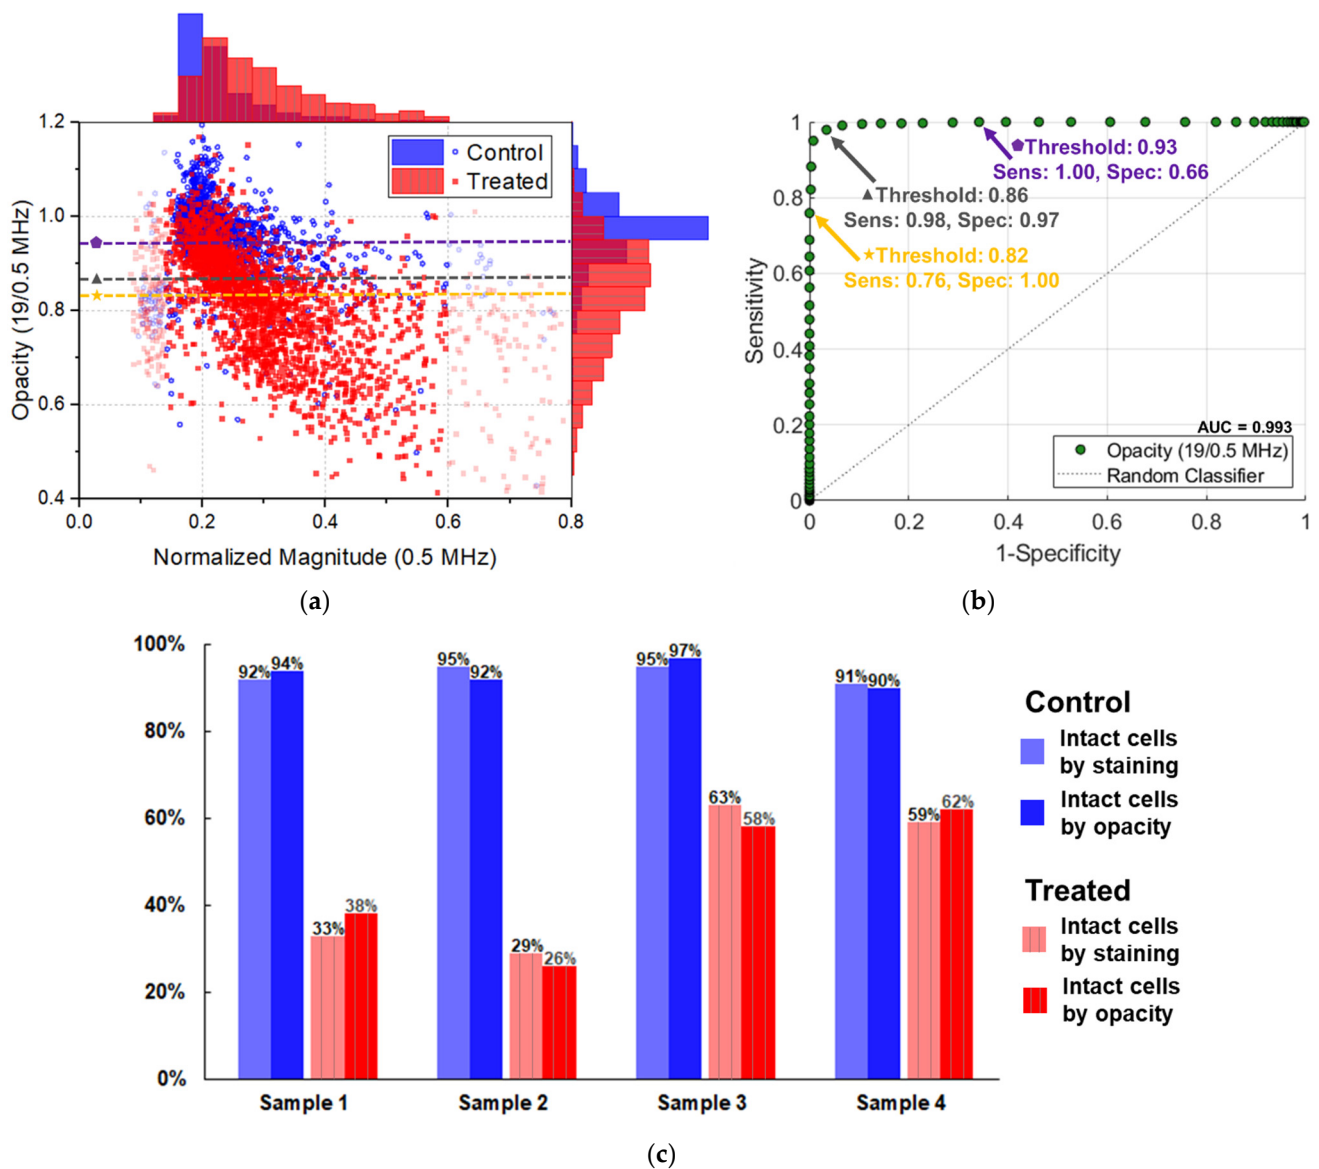 1.2
1.0
0.8
0.6
0.4
0.0
0.2
0.4
0.6
0.8
Opacity (19/0.5 MHz)
Normalized Magnitude (0.5 MHz)
Control
Treated
(a)
1
0.8
0.6
0.4
0.2
0
0
0.2
0.4
0.6
0.8
1
Sensitivity
1-Specificity
Threshold: 0.93
Sens: 1.00, Spec: 0.66
Threshold: 0.86
Sens: 0.98, Spec: 0.97
Threshold: 0.82
Sens: 0.76, Spec: 1.00
AUC = 0.993
Opacity (19/0.5 MHz)
Random Classifier
(b)
100%
80%
60%
40%
20%
0%
92%
94%
33%
38%
95%
92%
29%
26%
95%
97%
63%
58%
91%
90%
59%
62%
Sample 1
Sample 2
Sample 3
Sample 4
Control
Intact cells
by staining
Intact cells
by opacity
Treated
Intact cells
by staining
Intact cells
by opacity
(c)